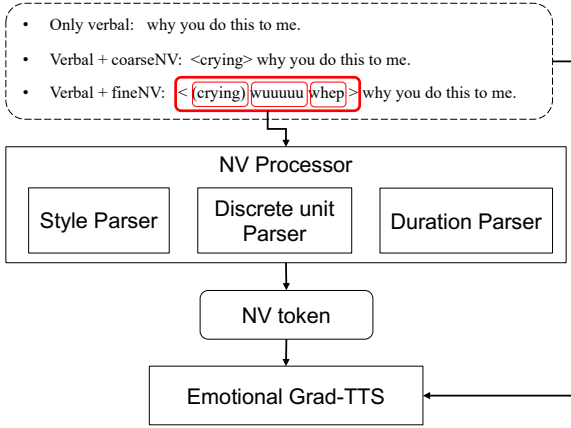 • Only verbal: why you do this to me.
• Verbal + coarseNV: <crying> why you do this to me.
• Verbal + fineNV: < (crying) wuuuuu whep > why you do this to me.
NV Processor
Style Parser
Discrete unit
Parser
Duration Parser
NV token
Emotional Grad-TTS